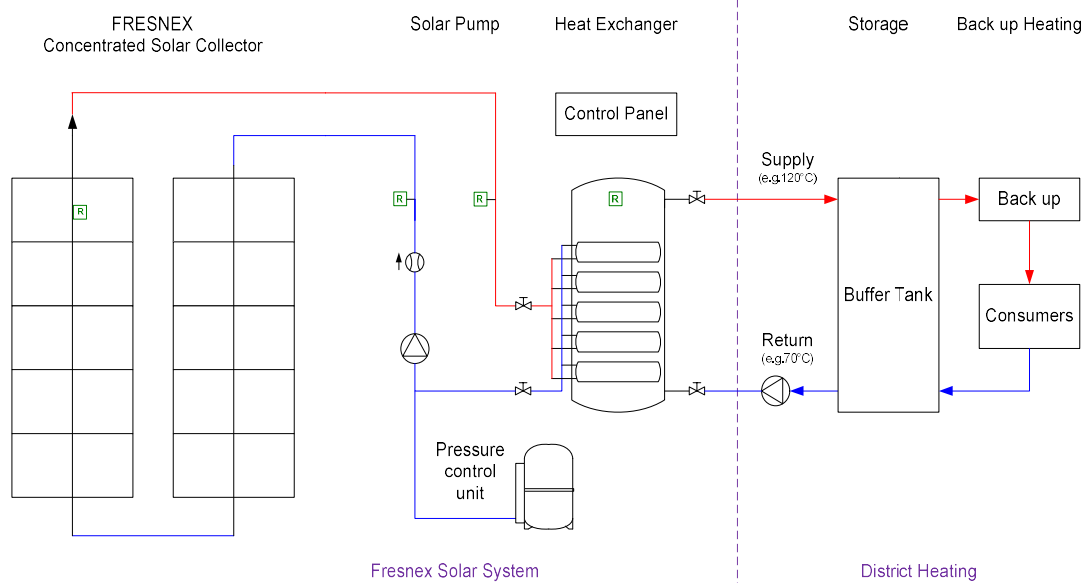 FRESNEX
Concentrated Solar Collector
Solar Pump
Heat Exchanger
Storage
Back up Heating
Control Panel
Supply
(e.g.120°C)
R
R
R
R
Back up
Buffer Tank
Consumers
Return
(e.g.70°C)
Pressure
control
unit
Fresnex Solar System
District Heating